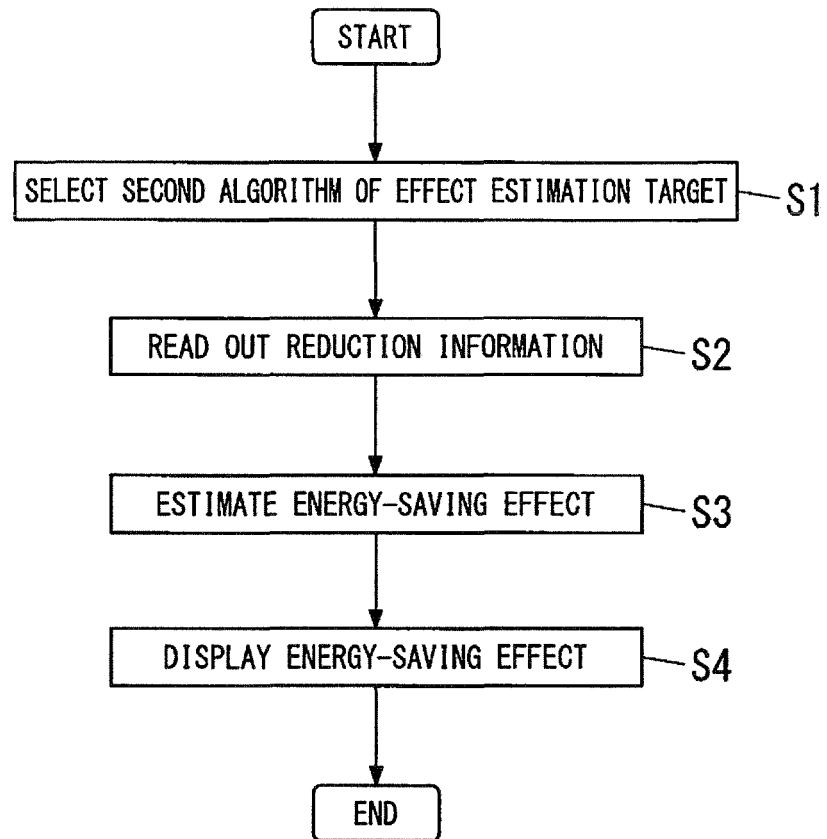 START
SELECT SECOND ALGORITHM OF EFFECT ESTIMATION TARGET S1
READ OUT REDUCTION INFORMATION S2
ESTIMATE ENERGY-SAVING EFFECT S3
DISPLAY ENERGY-SAVING EFFECT S4
END